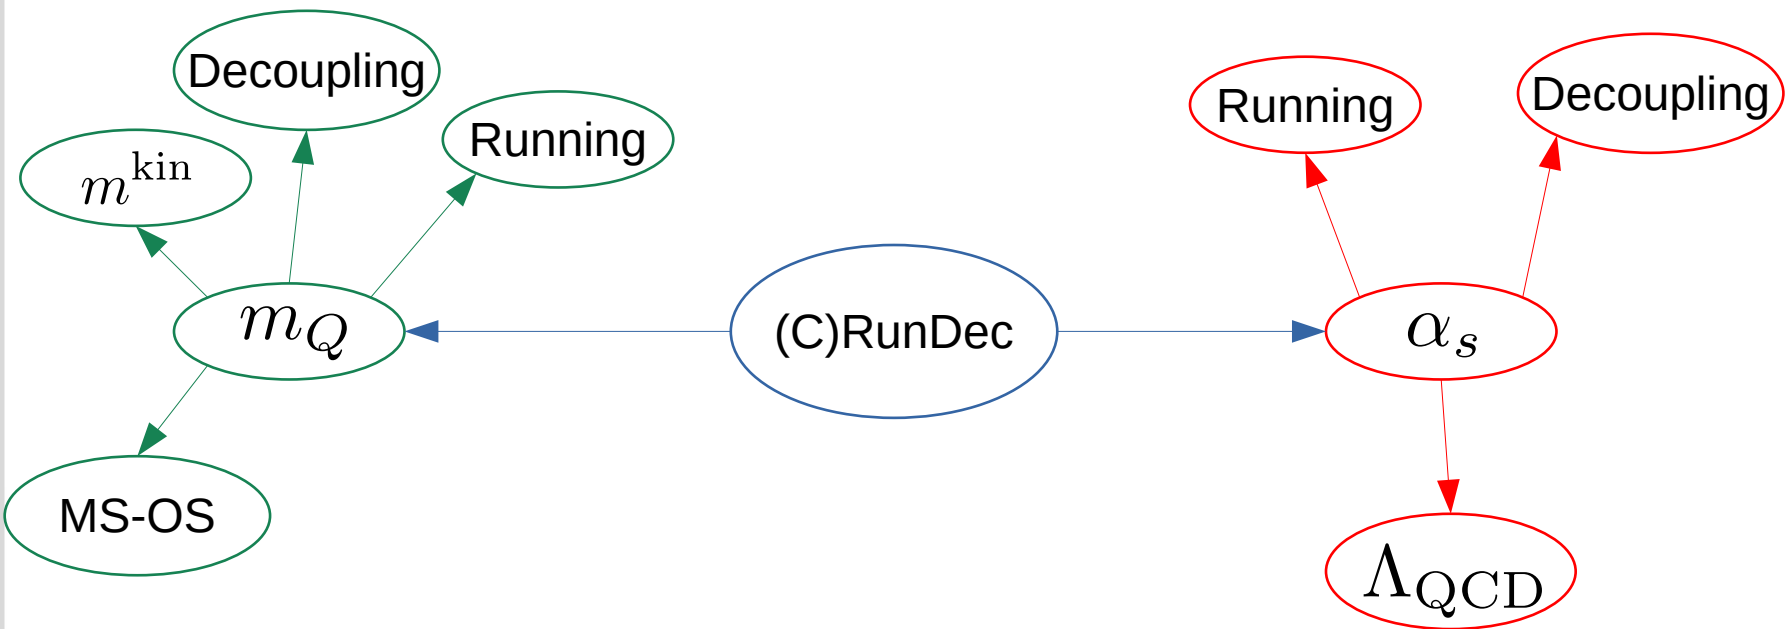 Decoupling
Running
m^kin
m_Q
MS-OS
(C)RunDec
Running
Decoupling
α_s
Λ_QCD